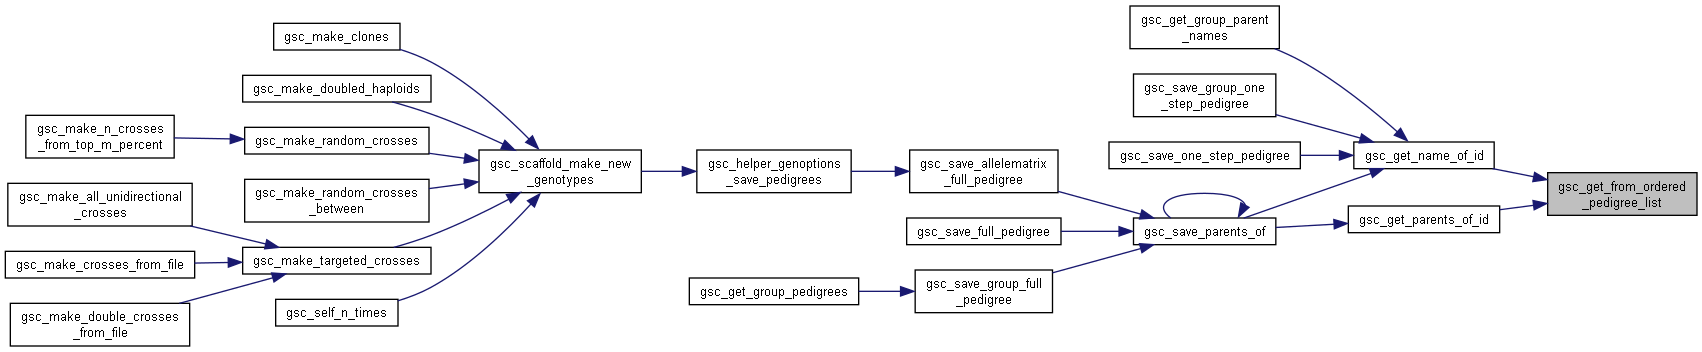 gsc_make_clones
gsc_make_doubled_haploids
gsc_make_n_crosses
_from_top_m_percent
gsc_make_random_crosses
gsc_make_random_crosses
_between
gsc_make_all_unidirectional
_crosses
gsc_make_crosses_from_file
gsc_make_double_crosses
_from_file
gsc_make_targeted_crosses
gsc_self_n_times
gsc_scaffold_make_new
_genotypes
gsc_helper_genoptions
_save_pedigrees
gsc_get_group_pedigrees
gsc_save_allelematrix
_full_pedigree
gsc_save_full_pedigree
gsc_save_group_full
_pedigree
gsc_get_group_parent
_names
gsc_save_group_one
_step_pedigree
gsc_save_one_step_pedigree
gsc_save_parents_of
gsc_get_name_of_id
gsc_get_parents_of_id
gsc_get_from_ordered
_pedigree_list